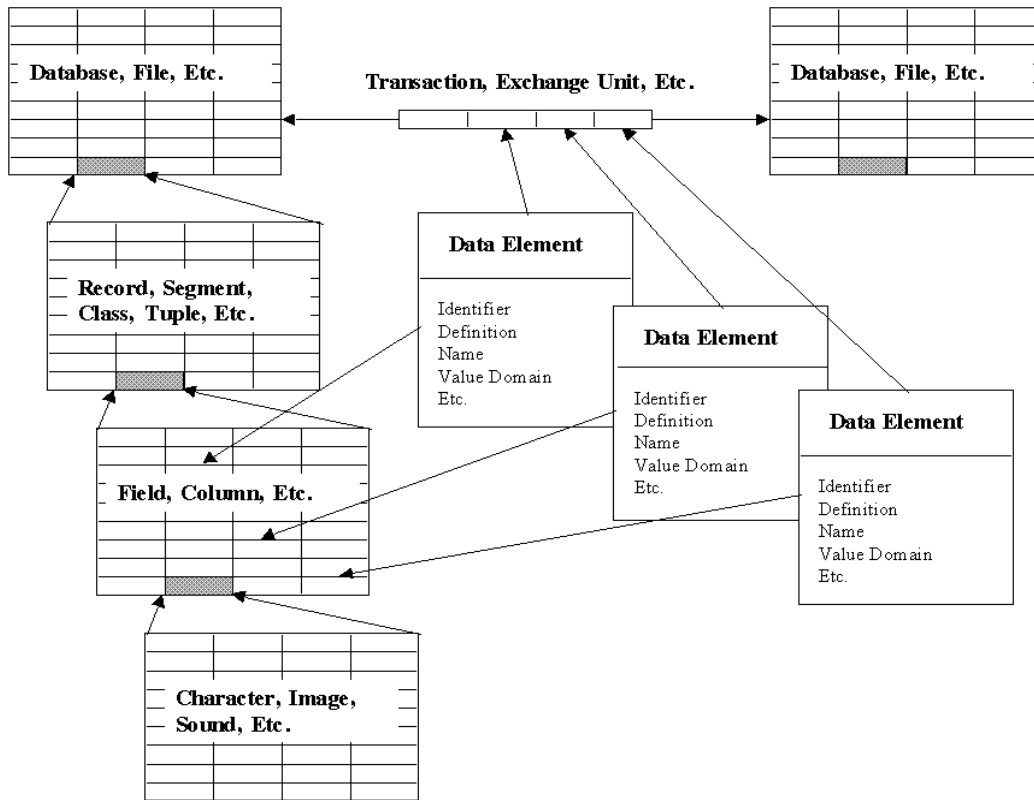 Database, File, Etc.
Transaction, Exchange Unit, Etc.
Database, File, Etc.
Record, Segment,
Class, Tuple, Etc.
Data Element
Identifier
Definition
Name
Value Domain
Etc.
Data Element
Identifier
Definition
Name
Value Domain
Etc.
Data Element
Identifier
Definition
Name
Value Domain
Etc.
Field, Column, Etc.
Character, Image,
Sound, Etc.